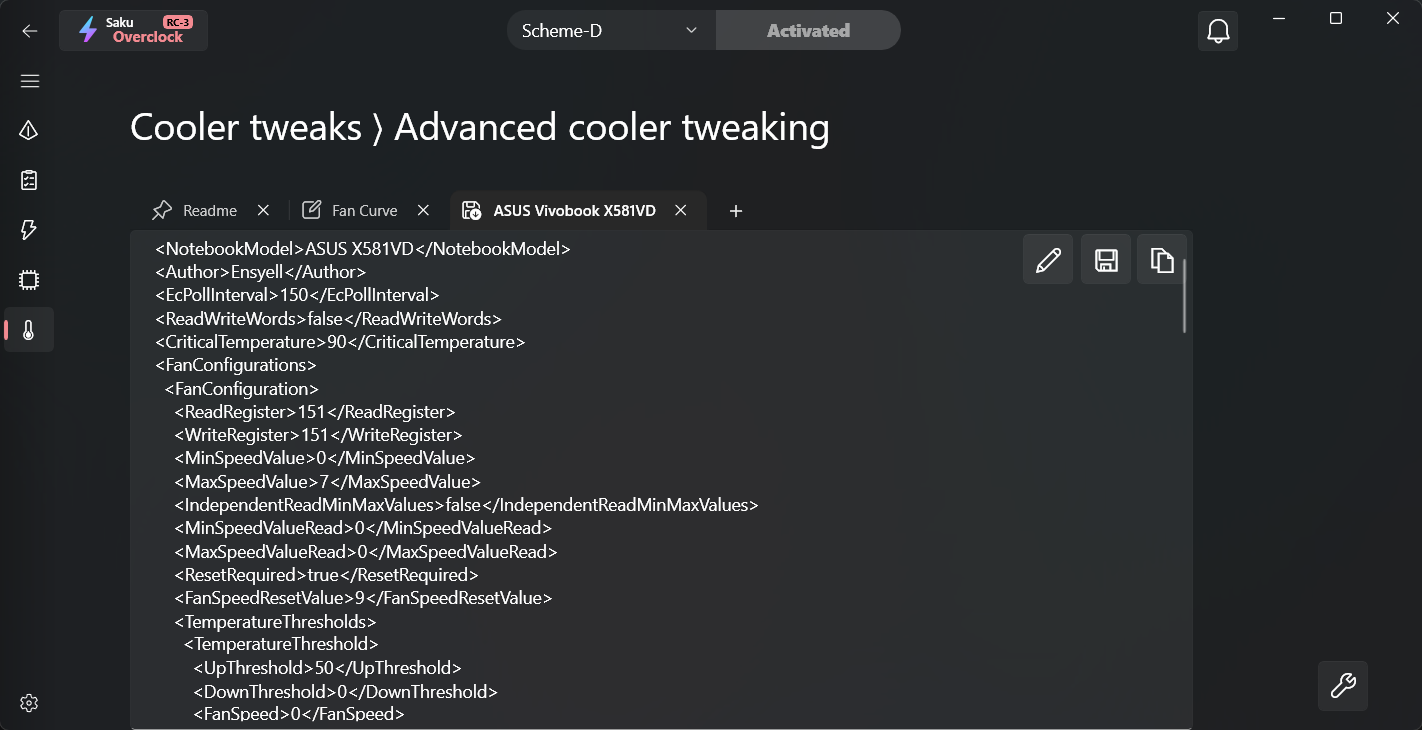 Saku RC-3
Overclock
Scheme-D
Activated
Cooler tweaks ⟩ Advanced cooler tweaking
Readme
Fan Curve
ASUS Vivobook X581VD
<NotebookModel>ASUS X581VD</NotebookModel>
<Author>Ensyell</Author>
<EcPollInterval>150</EcPollInterval>
<ReadWriteWords>false</ReadWriteWords>
<CriticalTemperature>90</CriticalTemperature>
<FanConfigurations>
<FanConfiguration>
<ReadRegister>151</ReadRegister>
<WriteRegister>151</WriteRegister>
<MinSpeedValue>0</MinSpeedValue>
<MaxSpeedValue>7</MaxSpeedValue>
<IndependentReadMinMaxValues>false</IndependentReadMinMaxValues>
<MinSpeedValueRead>0</MinSpeedValueRead>
<MaxSpeedValueRead>0</MaxSpeedValueRead>
<ResetRequired>true</ResetRequired>
<FanSpeedResetValue>9</FanSpeedResetValue>
<TemperatureThresholds>
<TemperatureThreshold>
<UpThreshold>50</UpThreshold>
<DownThreshold>0</DownThreshold>
<FanSpeed>0</FanSpeed>